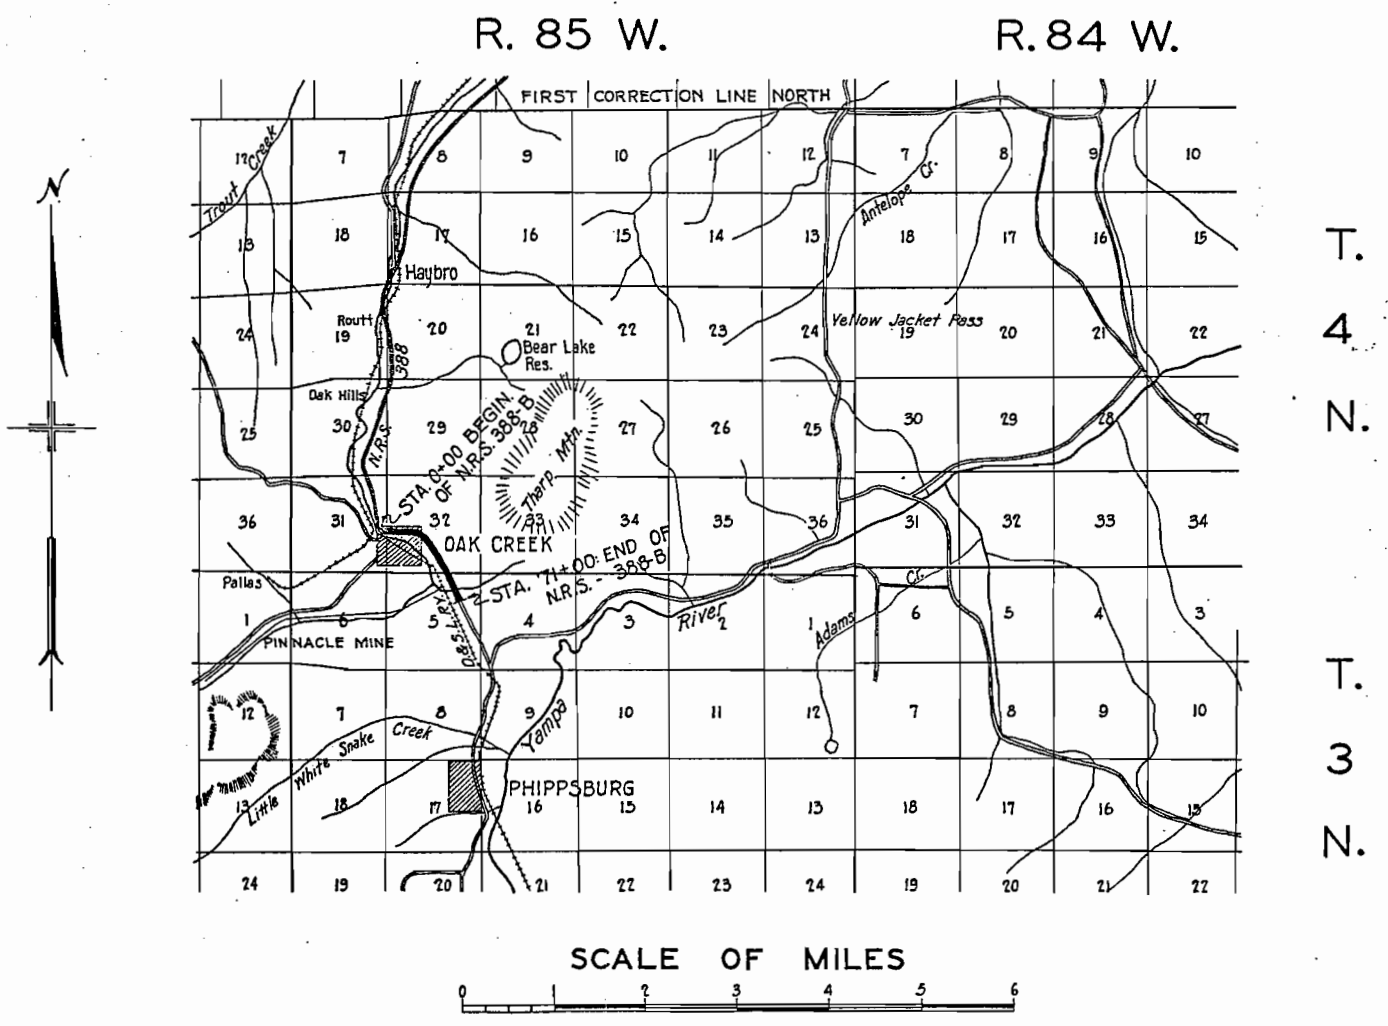 R. 85 W. R. 84 W.
FIRST CORRECTION LINE NORTH
12 7 8 9 10 11 12 7 8 9 10
Trout Creek
Antelope Cr.
13 18 17 16 15 14 13 18 17 16 15
Haybro
T.
4
N.
Routt
24 19 20 21 22 23 24 19 20 21 22
Yellow Jacket Pass
Bear Lake
Res.
388
Oak Hills
25 30 29 28 27 26 25 30 29 28 27
N.R.S.
STA. 0+00 BEGIN.
OF N.R.S. 388-B
Tharp Mtn.
36 31 32 33 34 35 36 31 32 33 34
OAK CREEK
STA. 71+00: END OF
N.R.S. - 388-B
Pallas
1 6 5 4 3 2 1 6 5 4 3
River
Adams Cr.
PINNACLE MINE
D.&S.L.RY.
T.
3
N.
12 7 8 9 10 11 12 7 8 9 10
Little White Snake Creek
Yampa
PHIPPSBURG
13 18 17 16 15 14 13 18 17 16 15
24 19 20 21 22 23 24 19 20 21 22
N
SCALE OF MILES
0 1 2 3 4 5 6